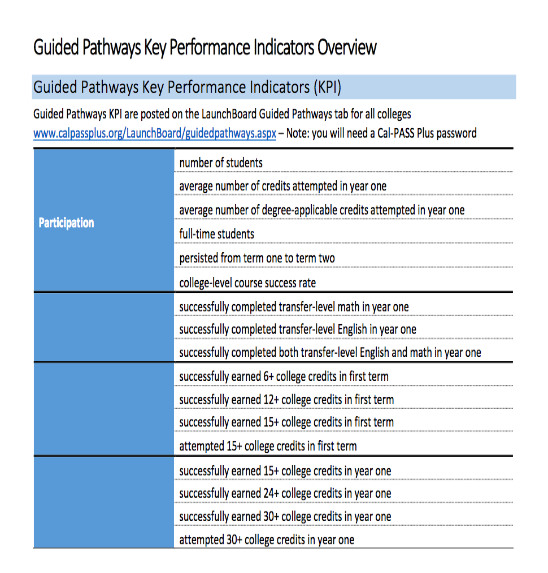 Guided Pathways Key Performance Indicators Overview
Guided Pathways Key Performance Indicators (KPI)
Guided Pathways KPI are posted on the LaunchBoard Guided Pathways tab for all colleges
www.calpassplus.org/LaunchBoard/guidedpathways.aspx – Note: you will need a Cal-PASS Plus password
Participation
number of students
average number of credits attempted in year one
average number of degree-applicable credits attempted in year one
full-time students
persisted from term one to term two
college-level course success rate
successfully completed transfer-level math in year one
successfully completed transfer-level English in year one
successfully completed both transfer-level English and math in year one
successfully earned 6+ college credits in first term
successfully earned 12+ college credits in first term
successfully earned 15+ college credits in first term
attempted 15+ college credits in first term
successfully earned 15+ college credits in year one
successfully earned 24+ college credits in year one
successfully earned 30+ college credits in year one
attempted 30+ college credits in year one